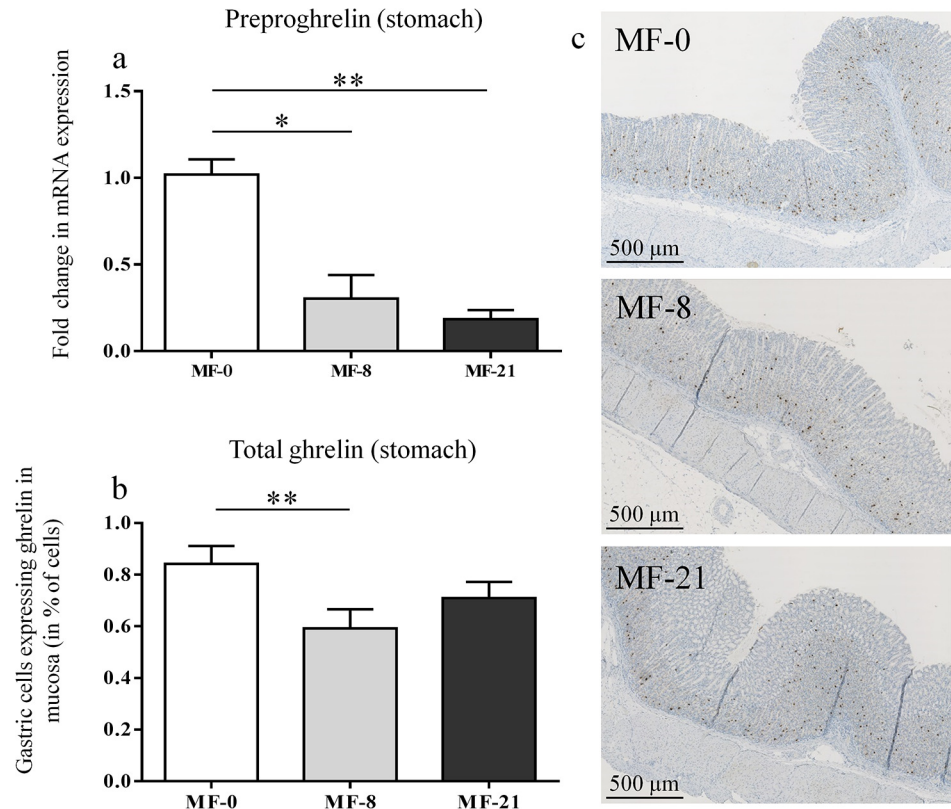 Preproghrelin (stomach)
a
Fold change in mRNA expression
1.5
1.0
0.5
0.0
**
*
MF-0 MF-8 MF-21
Total ghrelin (stomach)
b
Gastric cells expressing ghrelin in
mucosa (in % of cells)
1.0
0.8
0.6
0.4
0.2
0.0
**
MF-0 MF-8 MF-21
c
MF-0
500 µm
MF-8
500 µm
MF-21
500 µm